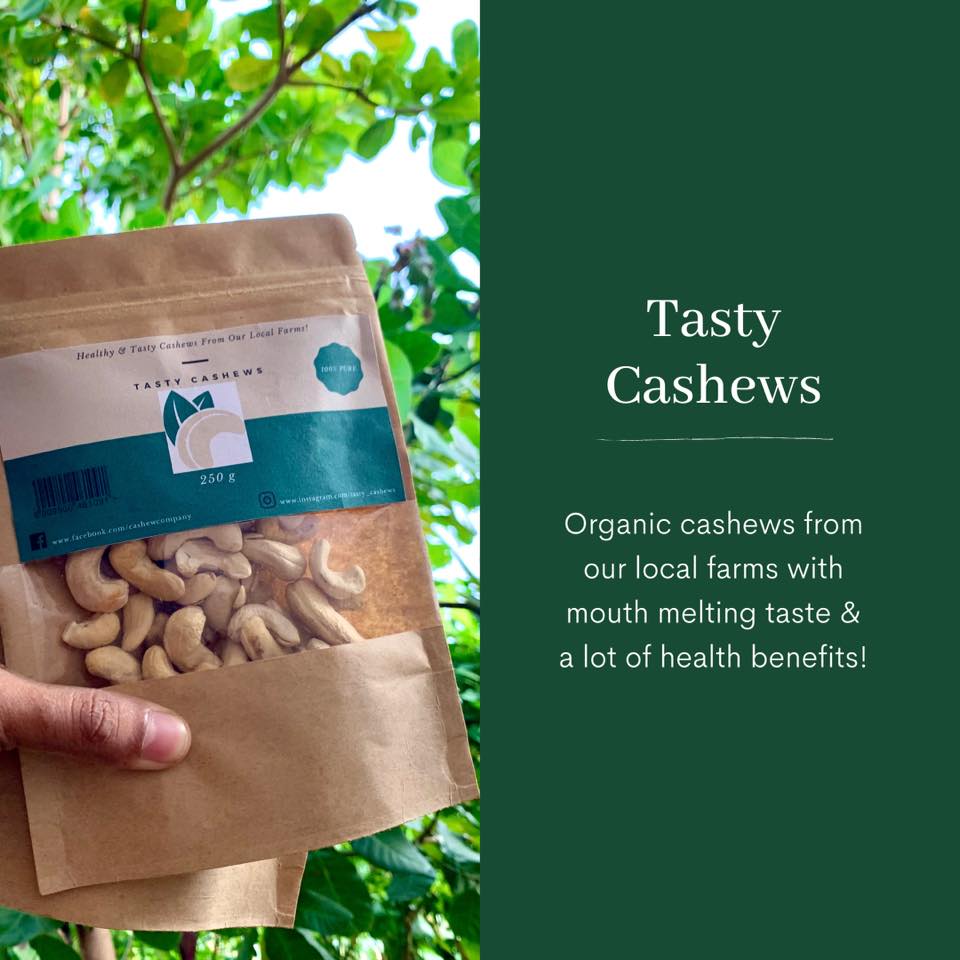 Healthy & Tasty Cashews From Our Local Farms!
TASTY CASHEWS
100% PURE
250 g
www.instagram.com/tasty_cashews
www.facebook.com/cashewcompany
Tasty
Cashews
Organic cashews from
our local farms with
mouth melting taste &
a lot of health benefits!